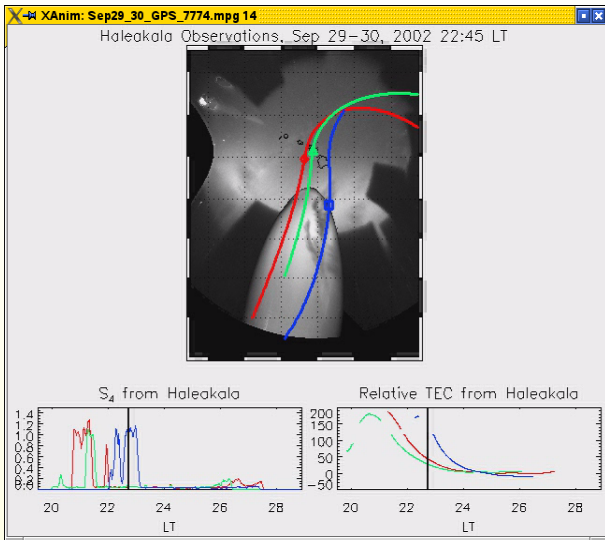 XAnim: Sep29_30_GPS_7774.mpg 14
Haleakala Observations, Sep 29-30, 2002 22:45 LT
S4 from Haleakala
1.4
1.2
1.0
0.8
0.6
0.4
0.2
0.0
20 22 24 26 28
LT
Relative TEC from Haleakala
200
150
100
50
0
-50
20 22 24 26 28
LT